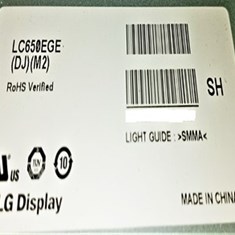 LC650EGE
(DJ)(M2)
RoHS Verified
SH
LIGHT GUIDE : >SMMA<
US
10
LG Display
MADE IN CHINA